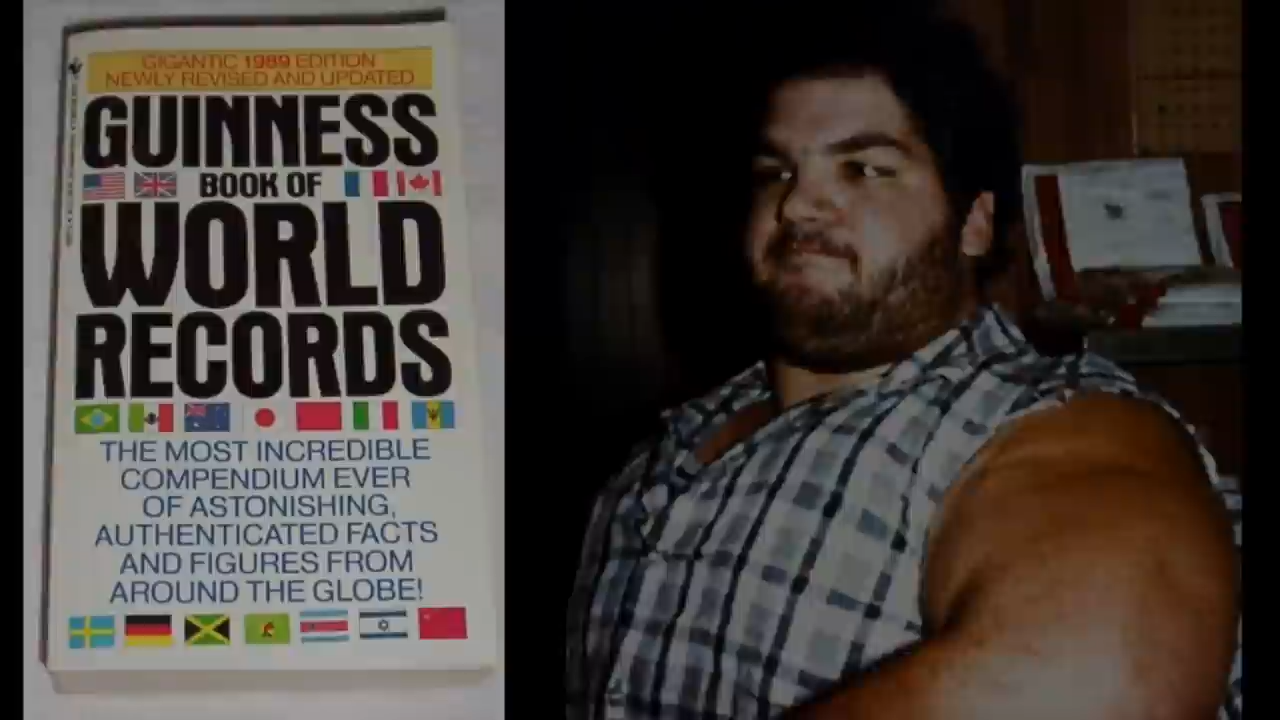 GIGANTIC 1989 EDITION
NEWLY REVISED AND UPDATED
GUINNESS
BOOK OF
WORLD
RECORDS
THE MOST INCREDIBLE
COMPENDIUM EVER
OF ASTONISHING,
AUTHENTICATED FACTS
AND FIGURES FROM
AROUND THE GLOBE!